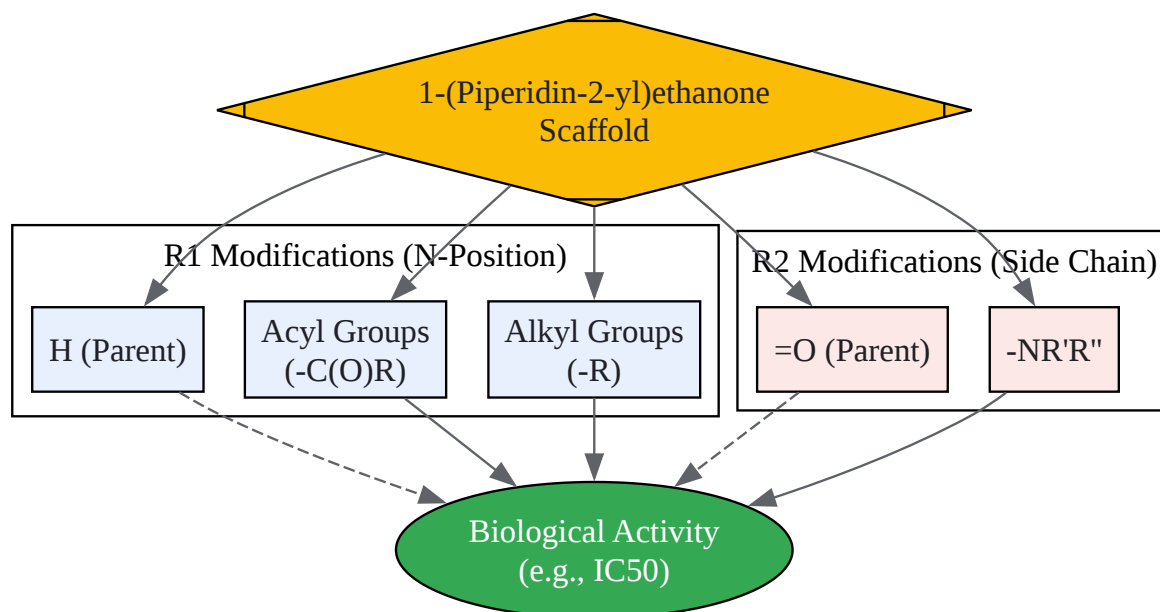 1-(Piperidin-2-yl)ethanone
Scaffold
R1 Modifications (N-Position)
R2 Modifications (Side Chain)
H (Parent)
Acyl Groups
(-C(O)R)
Alkyl Groups
(-R)
=O (Parent)
-NR'R"
Biological Activity
(e.g., IC50)